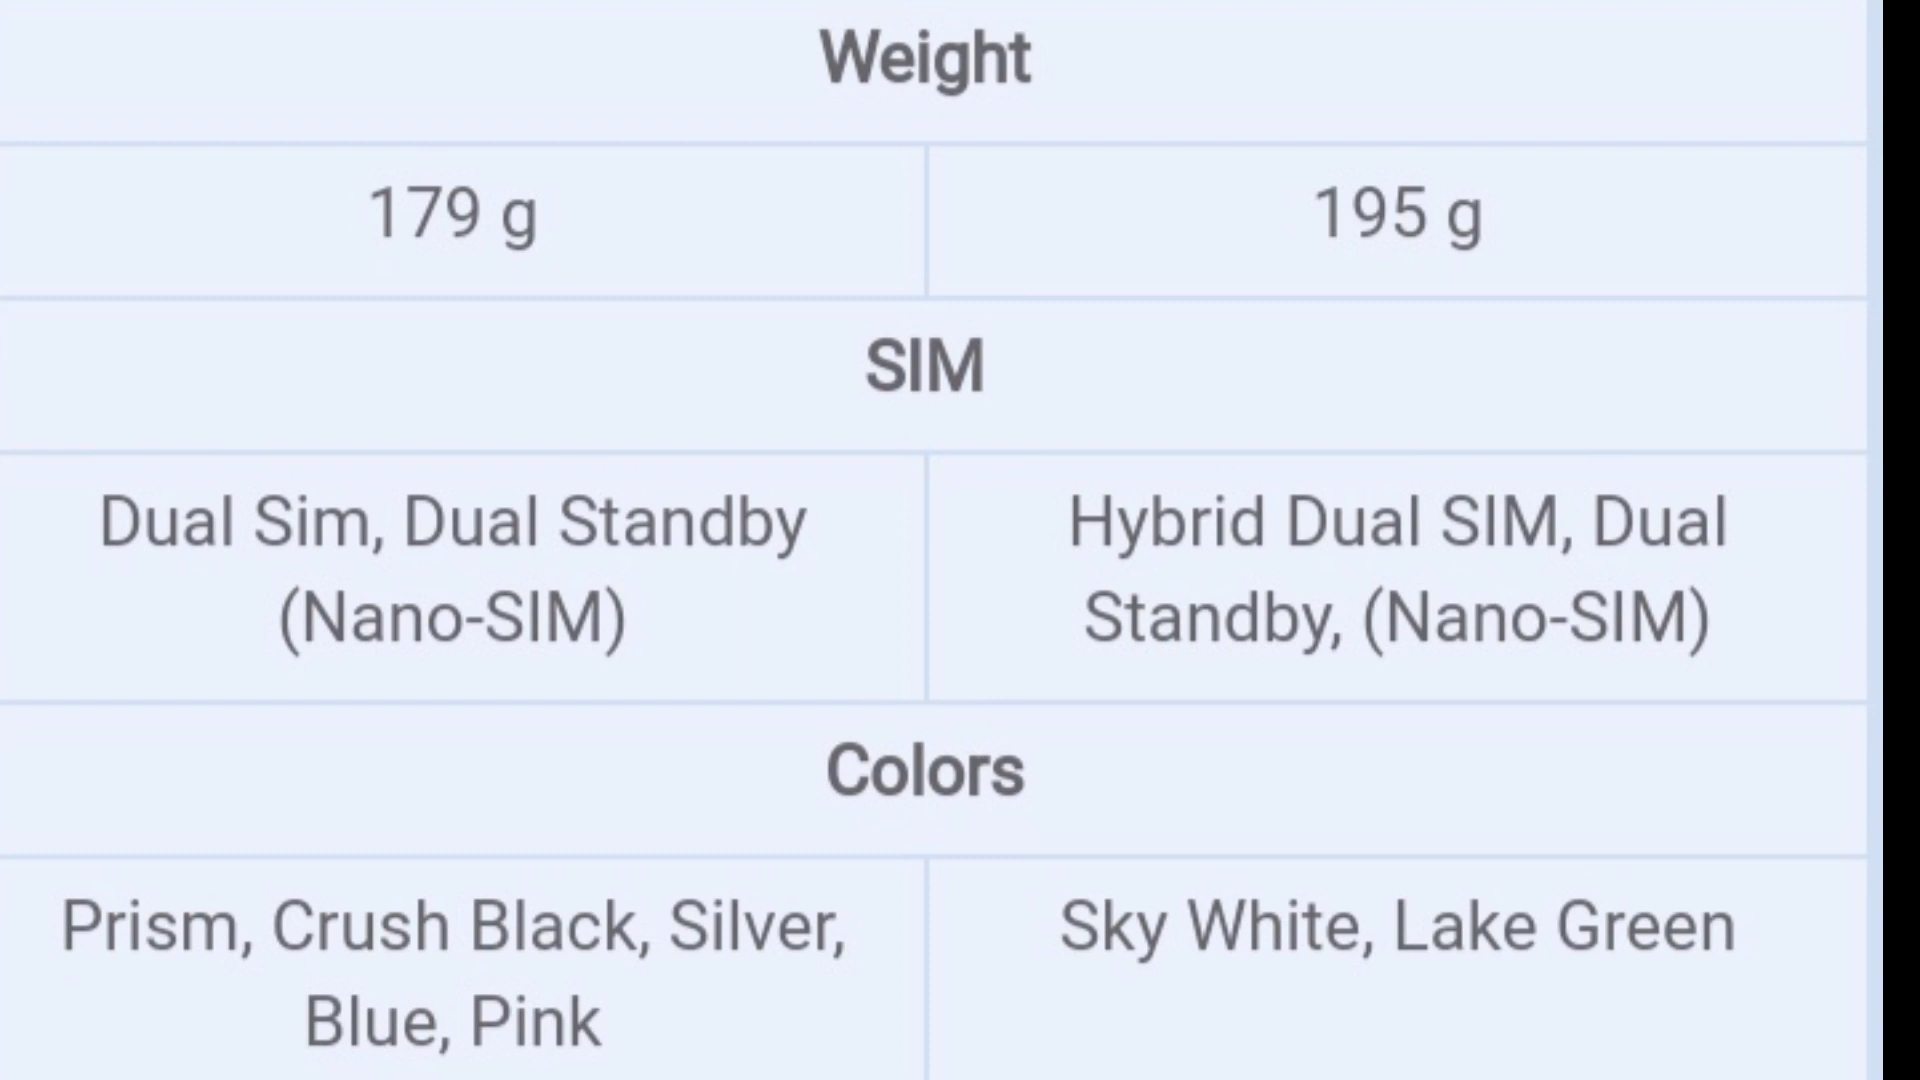 Weight
179 g
195 g
SIM
Dual Sim, Dual Standby
(Nano-SIM)
Hybrid Dual SIM, Dual
Standby, (Nano-SIM)
Colors
Prism, Crush Black, Silver,
Blue, Pink
Sky White, Lake Green